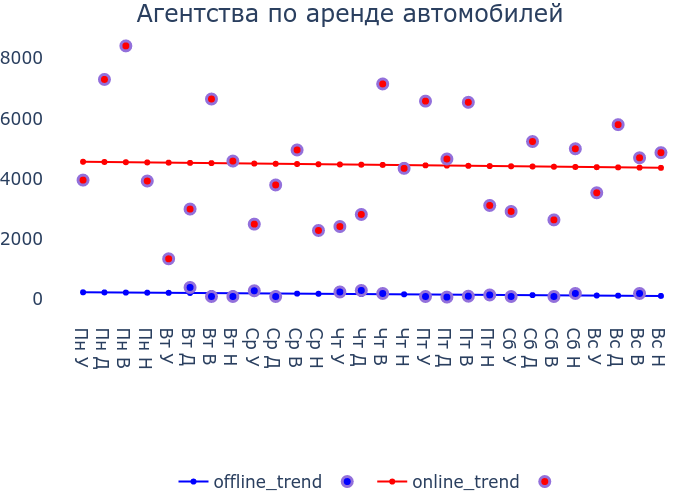 Агентства по аренде автомобилей
8000
6000
4000
2000
0
Пн У
Пн Д
Пн В
Пн Н
Вт У
Вт Д
Вт В
Вт Н
Ср У
Ср Д
Ср В
Ср Н
Чт У
Чт Д
Чт В
Чт Н
Пт У
Пт Д
Пт В
Пт Н
Сб У
Сб Д
Сб В
Сб Н
Вс У
Вс Д
Вс В
Вс Н
offline_trend online_trend